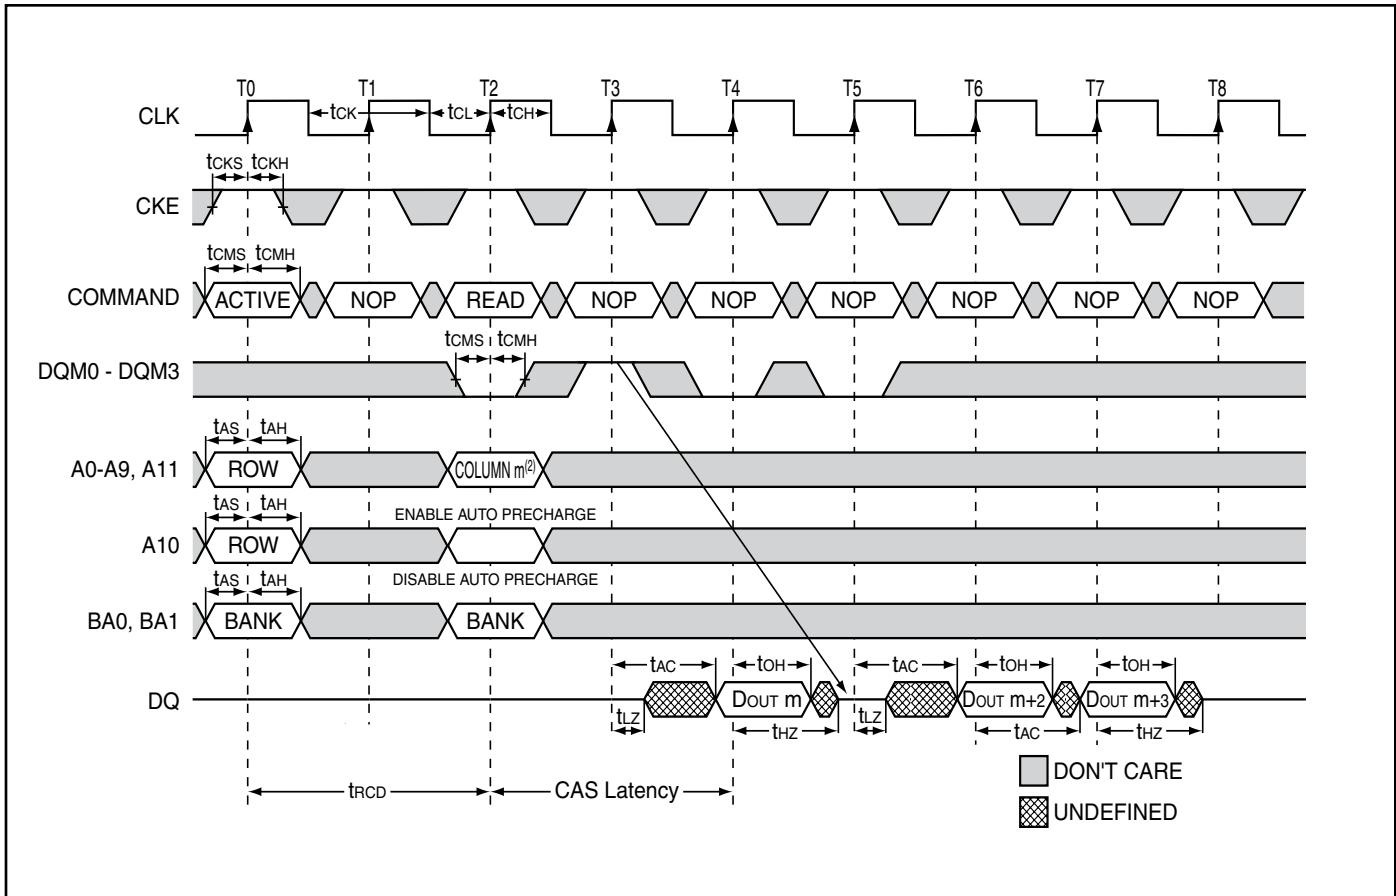 T0 T1 T2 T3 T4 T5 T6 T7 T8
CLK tCK tCL tCH
tCKS tCKH
CKE
tCMS tCMH
COMMAND ACTIVE NOP READ NOP NOP NOP NOP NOP NOP
tCMS tCMH
DQM0 - DQM3
tAS tAH
A0-A9, A11 ROW COLUMN m(2)
tAS tAH ENABLE AUTO PRECHARGE
A10 ROW
tAS tAH DISABLE AUTO PRECHARGE
BA0, BA1 BANK BANK
tAC tOH tAC tOH tOH
DQ DOUT m DOUT m+2 DOUT m+3
tLZ tHZ tLZ tAC tHZ
DON'T CARE
tRCD CAS Latency
UNDEFINED